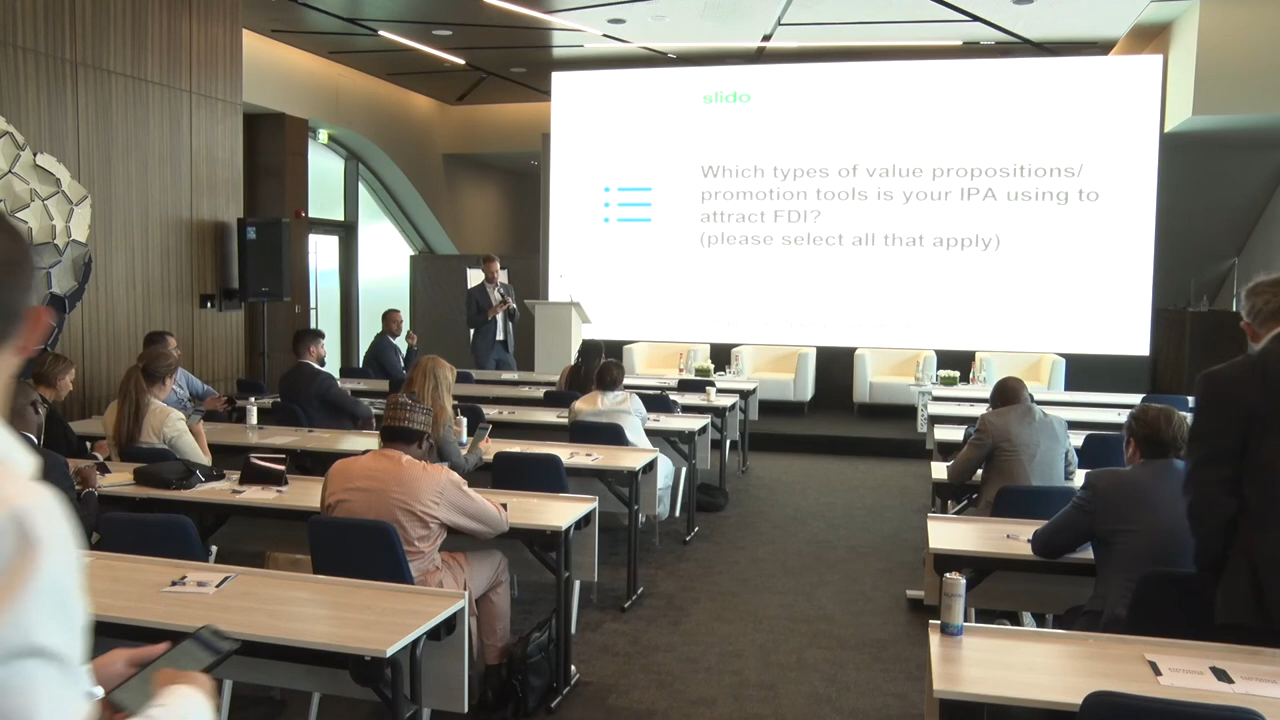 slido
Which types of value propositions/
promotion tools is your IPA using to
attract FDI?
(please select all that apply)